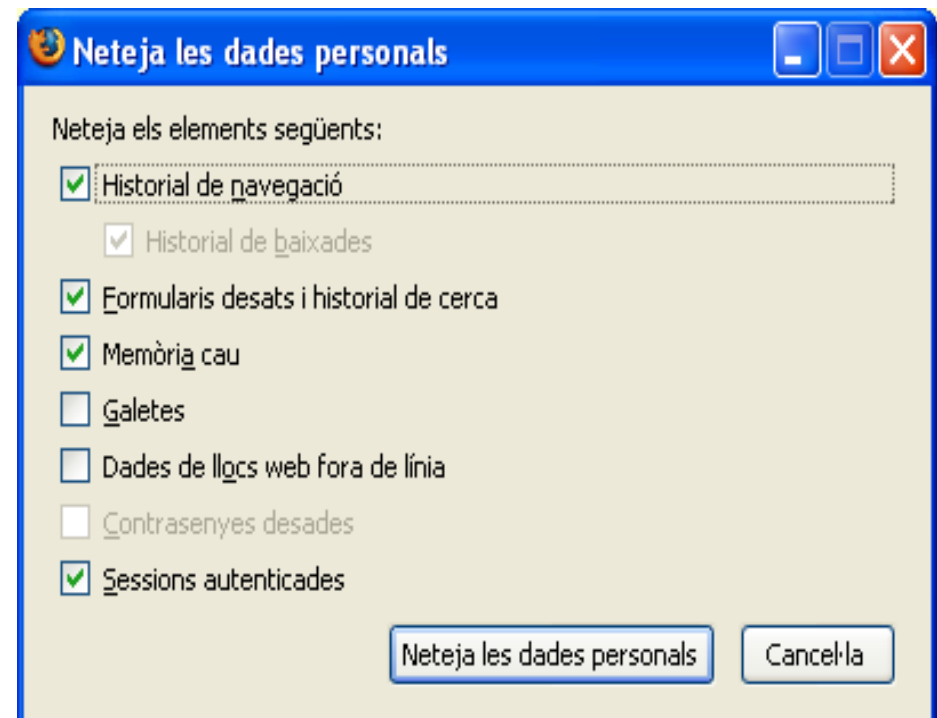 Neteja les dades personals
Neteja els elements següents:
Historial de navegació
Historial de baixades
Formularis desats i historial de cerca
Memòria cau
Galetes
Dades de llocs web fora de línia
Contrasenyes desades
Sessions autenticades
Neteja les dades personals Cancel·la